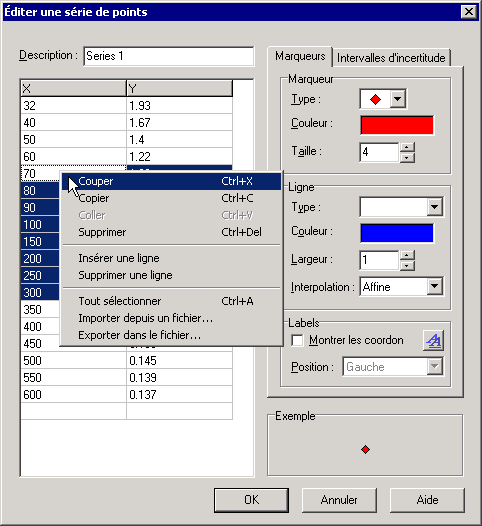 Éditer une série de points
Description : Series 1
X Y
32 1.93
40 1.67
50 1.4
60 1.22
70
80
90
100
150
200
250
300
350
400
450
500 0.145
550 0.139
600 0.137
Couper Ctrl+X
Copier Ctrl+C
Coller Ctrl+V
Supprimer Ctrl+Del
Insérer une ligne
Supprimer une ligne
Tout sélectionner Ctrl+A
Importer depuis un fichier...
Exporter dans le fichier...
Marqueurs Intervalles d'incertitude
Marqueur
Type :
Couleur :
Taille : 4
Ligne
Type :
Couleur :
Largeur : 1
Interpolation : Affine
Labels
Montrer les coordon
A
Position : Gauche
Exemple
OK Annuler Aide